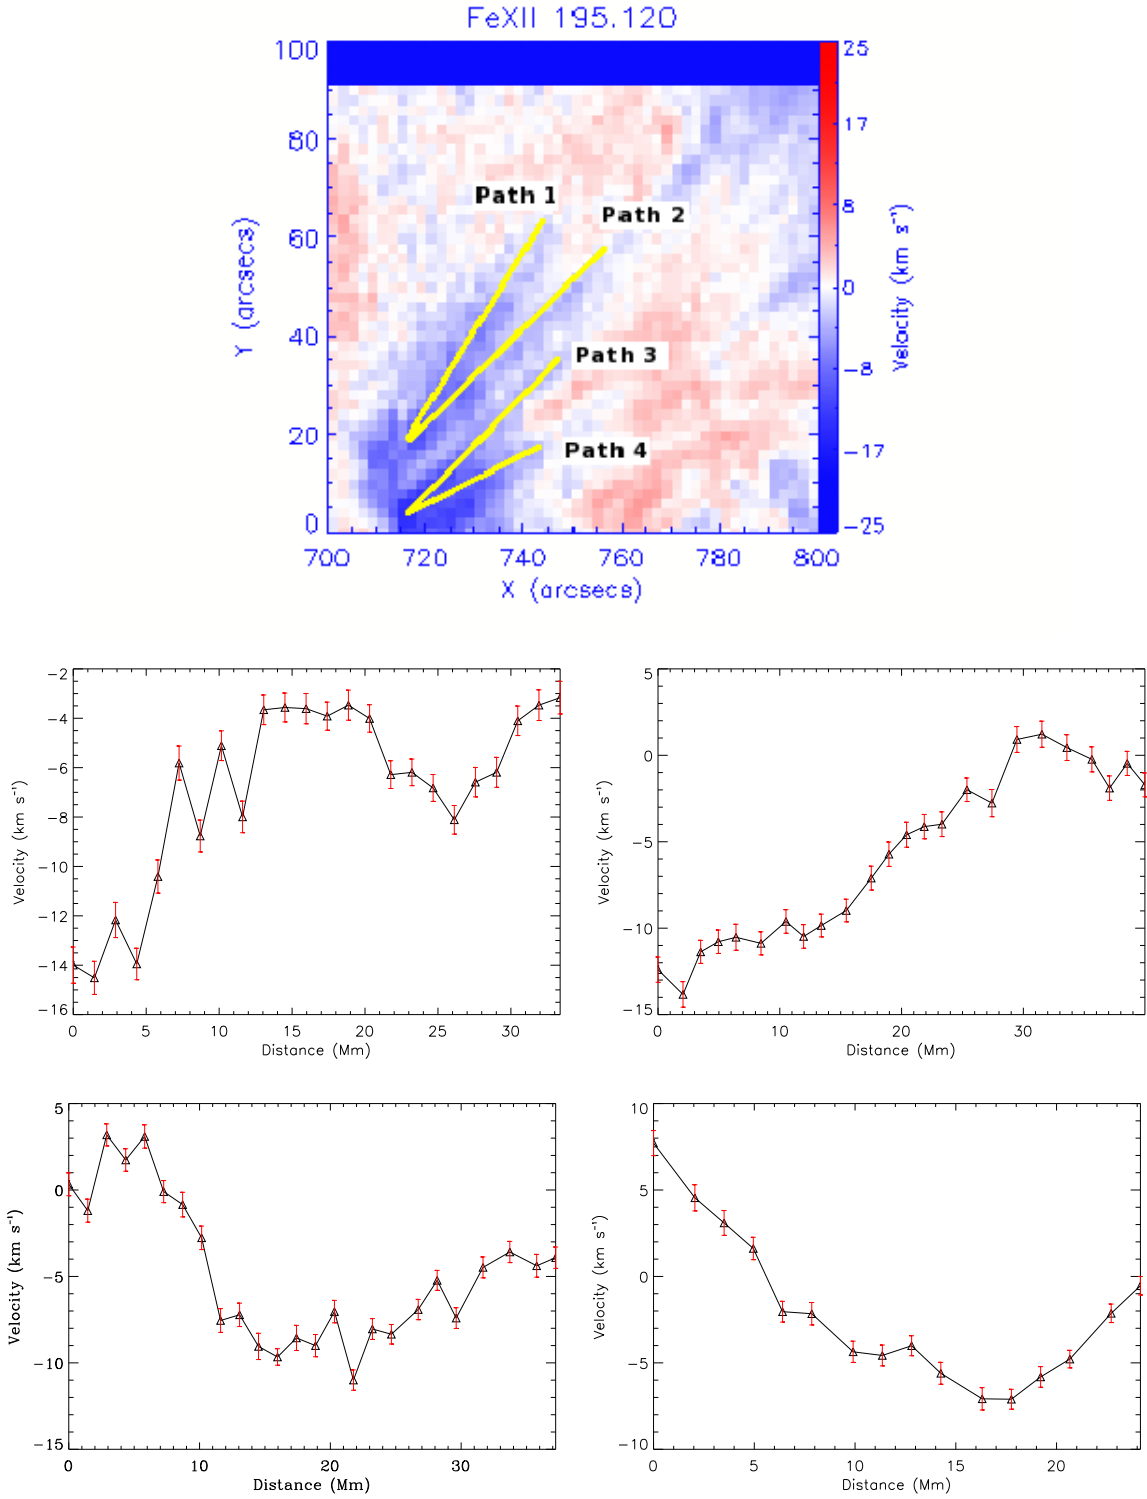 FeXII 195.120
100
80
60
40
20
0
Y (arcsecs)
700 720 740 760 780 800
X (arcsecs)
Path 1
Path 2
Path 3
Path 4
25
17
8
0
−8
−17
−25
Velocity (km s⁻¹)
−2
−4
−6
−8
−10
−12
−14
−16
Velocity (km s⁻¹)
0 5 10 15 20 25 30
Distance (Mm)
5
0
−5
−10
−15
Velocity (km s⁻¹)
0 10 20 30
Distance (Mm)
5
0
−5
−10
−15
Velocity (km s⁻¹)
0 10 20 30
Distance (Mm)
10
5
0
−5
−10
Velocity (km s⁻¹)
0 5 10 15 20
Distance (Mm)